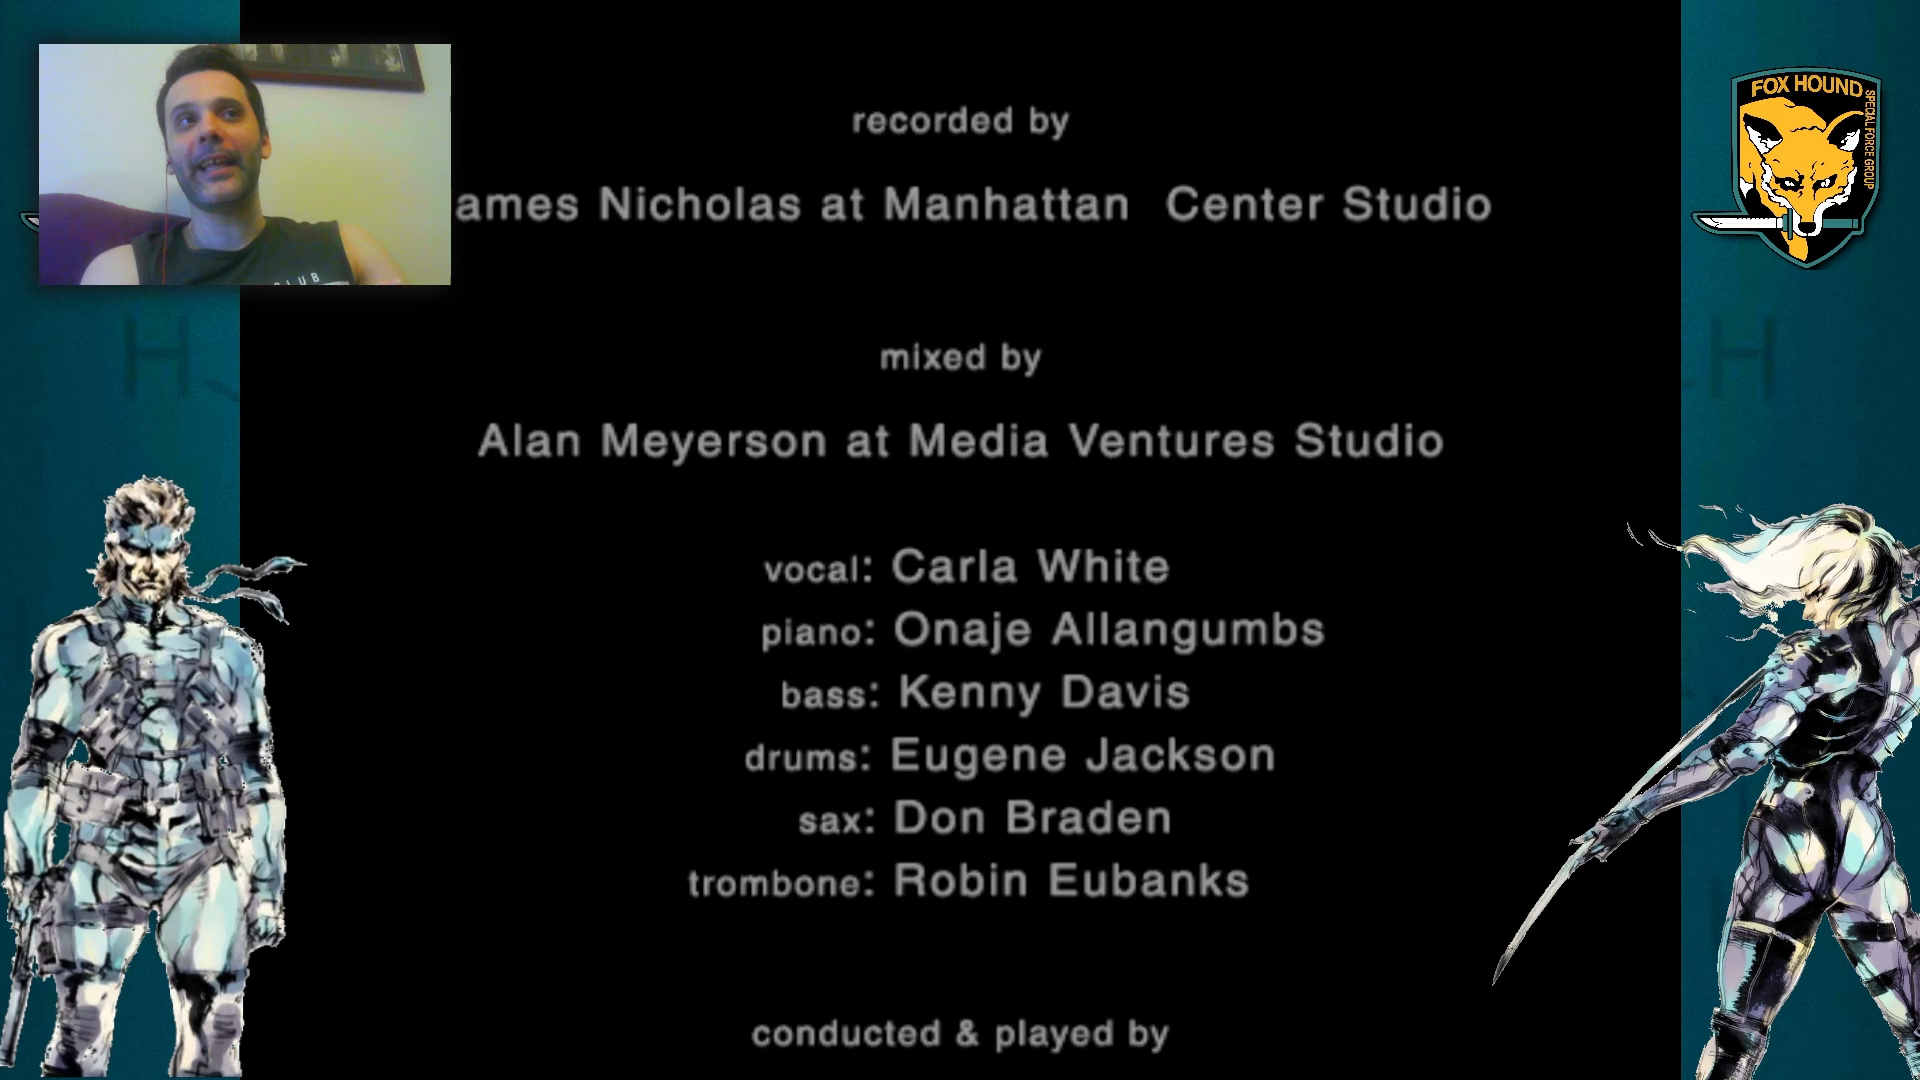 FOX HOUND
SPECIAL FORCE GROUP
recorded by
ames Nicholas at Manhattan Center Studio
mixed by
Alan Meyerson at Media Ventures Studio
vocal: Carla White
piano: Onaje Allangumbs
bass: Kenny Davis
drums: Eugene Jackson
sax: Don Braden
trombone: Robin Eubanks
conducted & played by